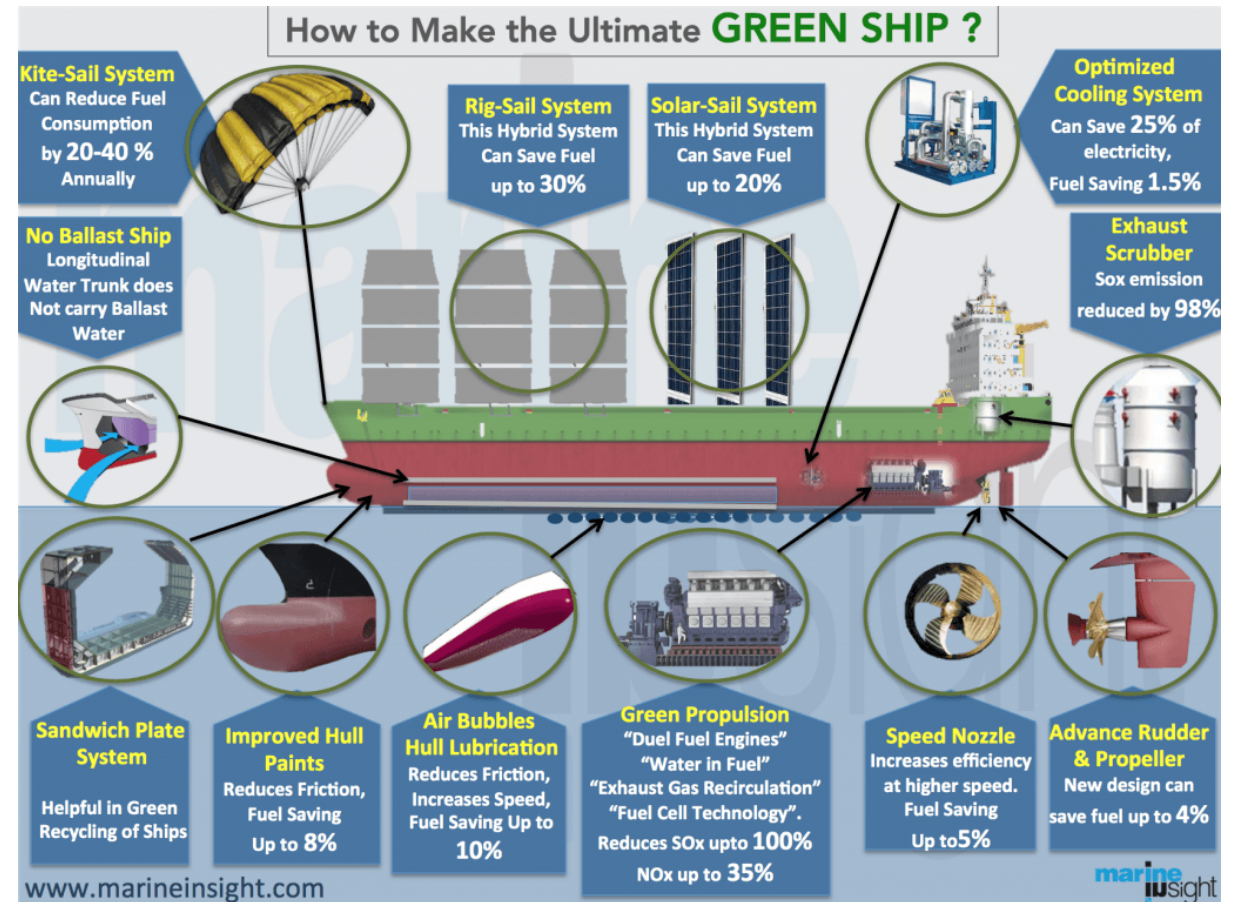 How to Make the Ultimate GREEN SHIP ?
Kite-Sail System
Can Reduce Fuel
Consumption
by 20-40 %
Annually
Rig-Sail System
This Hybrid System
Can Save Fuel
up to 30%
Solar-Sail System
This Hybrid System
Can Save Fuel
up to 20%
Optimized
Cooling System
Can Save 25% of
electricity,
Fuel Saving 1.5%
No Ballast Ship
Longitudinal
Water Trunk does
Not carry Ballast
Water
Exhaust
Scrubber
Sox emission
reduced by 98%
Sandwich Plate
System
Helpful in Green
Recycling of Ships
Improved Hull
Paints
Reduces Friction,
Fuel Saving
Up to 8%
Air Bubbles
Hull Lubrication
Reduces Friction,
Increases Speed,
Fuel Saving Up to
10%
Green Propulsion
“Duel Fuel Engines”
“Water in Fuel”
“Exhaust Gas Recirculation”
“Fuel Cell Technology”.
Reduces SOx upto 100%
NOx up to 35%
Speed Nozzle
Increases efficiency
at higher speed.
Fuel Saving
Up to5%
Advance Rudder
& Propeller
New design can
save fuel up to 4%
www.marineinsight.com
marine
insight
marine
insight